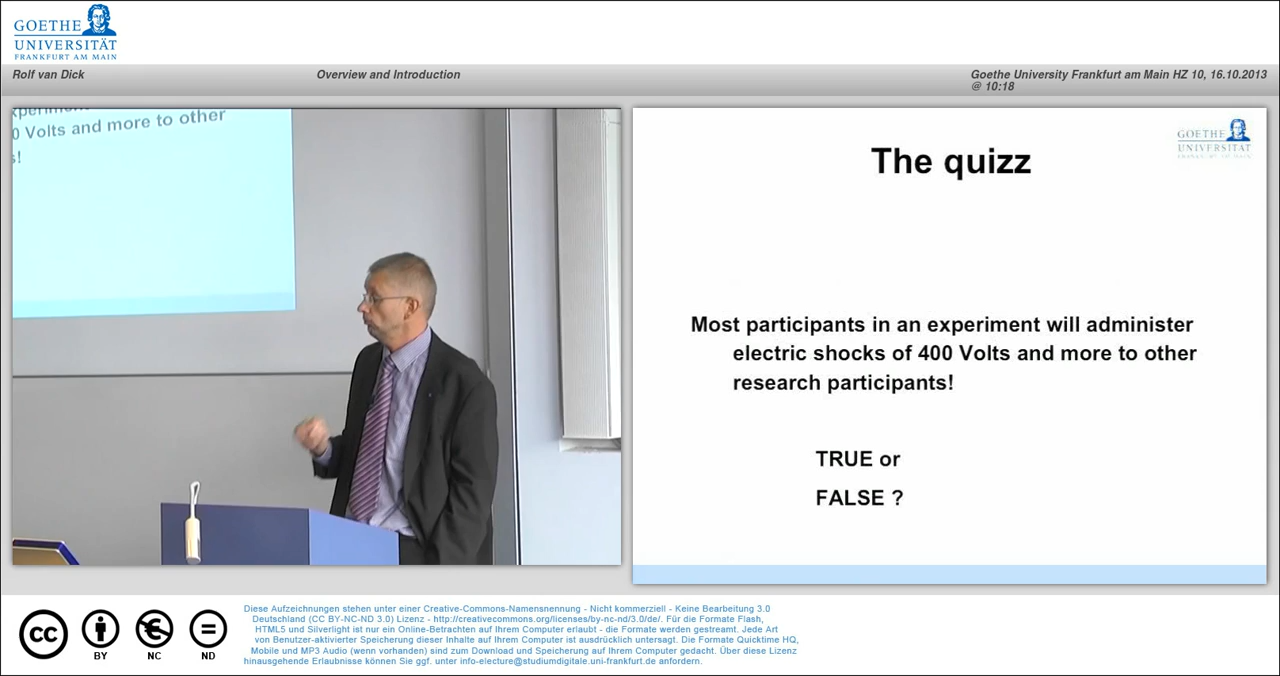 GOETHE
UNIVERSITÄT
FRANKFURT AM MAIN
Rolf van Dick
Overview and Introduction
Goethe University Frankfurt am Main HZ 10, 16.10.2013
@ 10:18
0 Volts and more to other
s!
GOETHE
UNIVERSITÄT
FRANKFURT AM MAIN
The quizz
Most participants in an experiment will administer
electric shocks of 400 Volts and more to other
research participants!
TRUE or
FALSE ?
cc
BY
NC
ND
Diese Aufzeichnungen stehen unter einer Creative-Commons-Namensnennung - Nicht kommerziell - Keine Bearbeitung 3.0
Deutschland (CC BY-NC-ND 3.0) Lizenz - http://creativecommons.org/licenses/by-nc-nd/3.0/de/. Für die Formate Flash,
HTML5 und Silverlight ist nur ein Online-Betrachten auf Ihrem Computer erlaubt - die Formate werden gestreamt. Jede Art
von Benutzer-aktivierter Speicherung dieser Inhalte auf Ihrem Computer ist ausdrücklich untersagt. Die Formate Quicktime HQ,
Mobile und MP3 Audio (wenn vorhanden) sind zum Download und Speicherung auf Ihrem Computer gedacht. Über diese Lizenz
hinausgehende Erlaubnisse können Sie ggf. unter info-electure@studiumdigitale.uni-frankfurt.de anfordern.